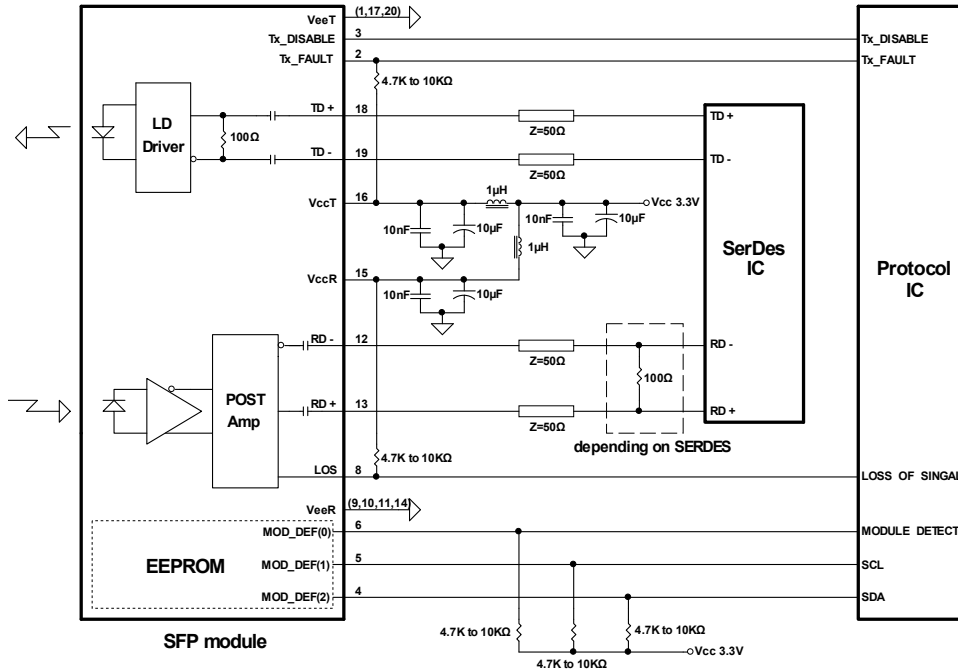 VeeT (1,17,20)
Tx_DISABLE 3 Tx_DISABLE
Tx_FAULT 2 Tx_FAULT
4.7K to 10KΩ
LD
Driver
100Ω
TD + 18 TD +
Z=50Ω
TD - 19 TD -
Z=50Ω
VccT 16
1µH
Vcc 3.3V
10nF 10µF 10nF 10µF
1µH
SerDes
IC
Protocol
IC
VccR 15
10nF 10µF
RD - 12 RD -
Z=50Ω
POST
Amp
100Ω
RD + 13 RD +
Z=50Ω
depending on SERDES
4.7K to 10KΩ
LOS 8 LOSS OF SINGAL
VeeR (9,10,11,14)
MOD_DEF(0) 6 MODULE DETECT
EEPROM
MOD_DEF(1) 5 SCL
MOD_DEF(2) 4 SDA
4.7K to 10KΩ 4.7K to 10KΩ
SFP module
Vcc 3.3V
4.7K to 10KΩ